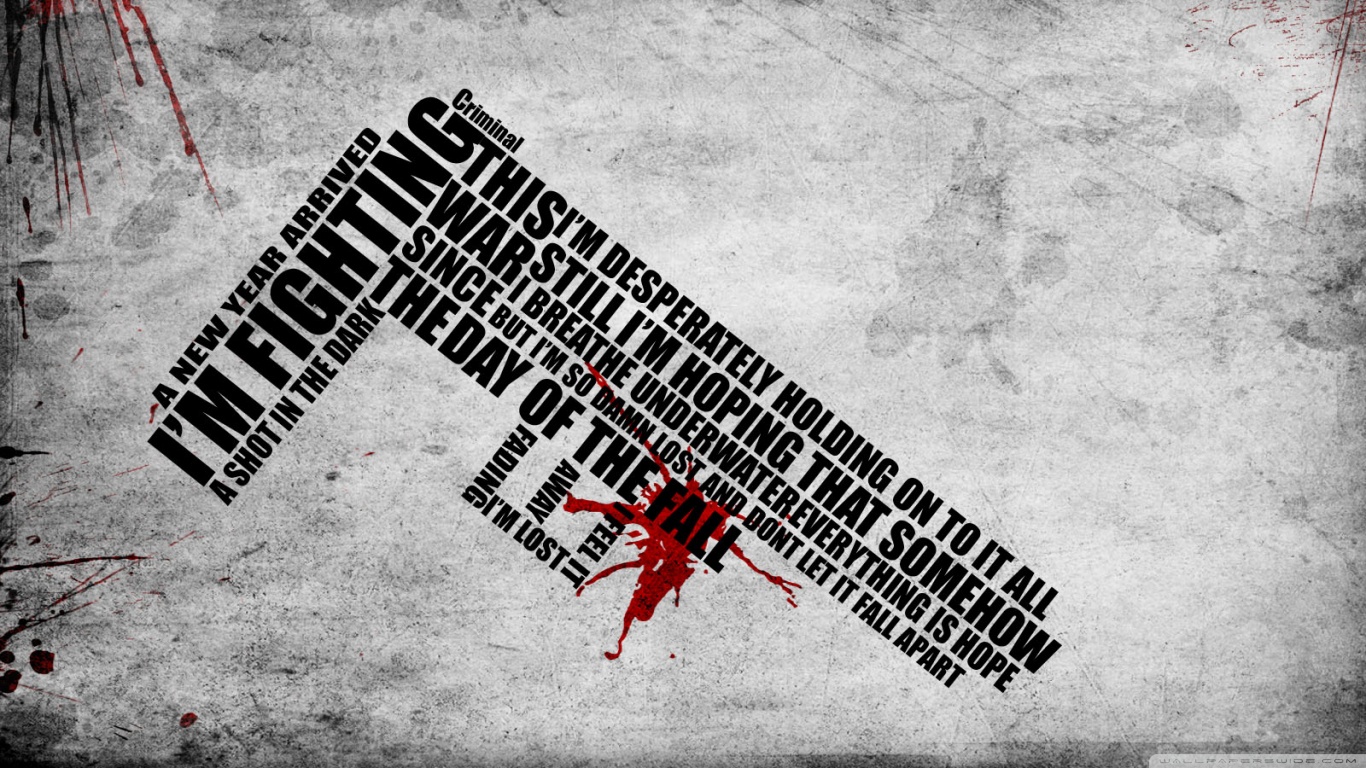 A NEW YEAR ARRIVED
I'M FIGHTING
A SHOT IN THE DARK
Criminal
THIS
WAR
SINCE
I'M DESPERATELY HOLDING ON TO IT ALL
STILL I'M HOPING THAT SOMEHOW
I BREATHE UNDERWATEREVERYTHING IS HOPE
BUT I'M SO DAMN LOST AND DONT LET IT FALL APART
THE DAY OF THE FALL
FADING
AWAY
I'M LOST
I FEEL IT
WALLPAPERSWIDE.COM